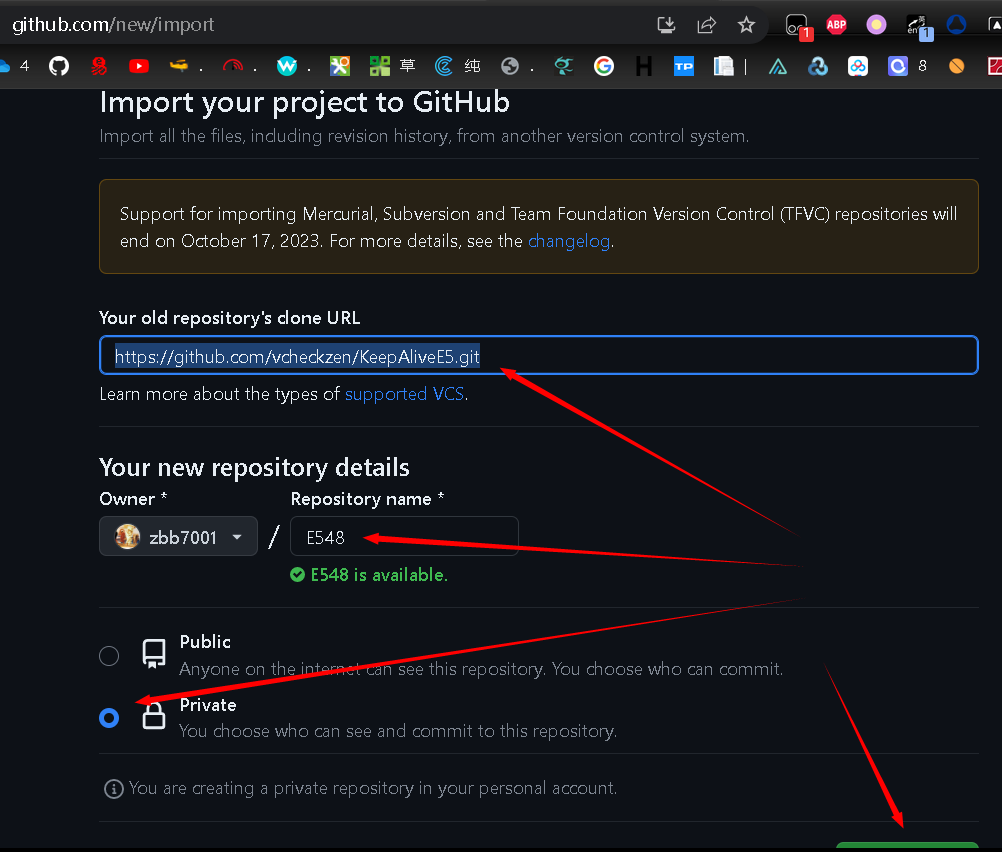 github.com/new/import
1
ABP
en
英
1
4
.
.
.
草
纯
.
G
H
TP
|
8
Import your project to GitHub
Import all the files, including revision history, from another version control system.
Support for importing Mercurial, Subversion and Team Foundation Version Control (TFVC) repositories will
end on October 17, 2023. For more details, see the changelog.
Your old repository's clone URL
https://github.com/vcheckzen/KeepAliveE5.git
Learn more about the types of supported VCS.
Your new repository details
Owner * Repository name *
zbb7001 / E548
E548 is available.
Public
Anyone on the internet can see this repository. You choose who can commit.
Private
You choose who can see and commit to this repository.
You are creating a private repository in your personal account.